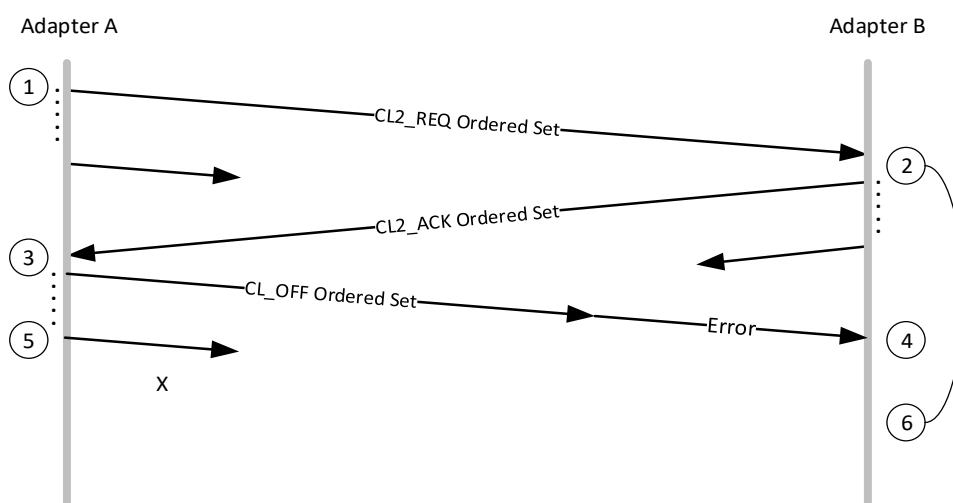 Adapter A
Adapter B
1
CL2_REQ Ordered Set
2
CL2_ACK Ordered Set
3
CL_OFF Ordered Set
Error
5
4
X
6